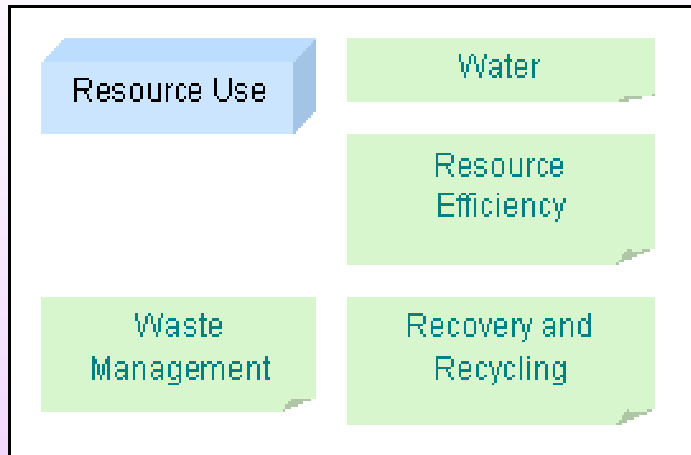 Resource Use
Water
Resource
Efficiency
Waste
Management
Recovery and
Recycling